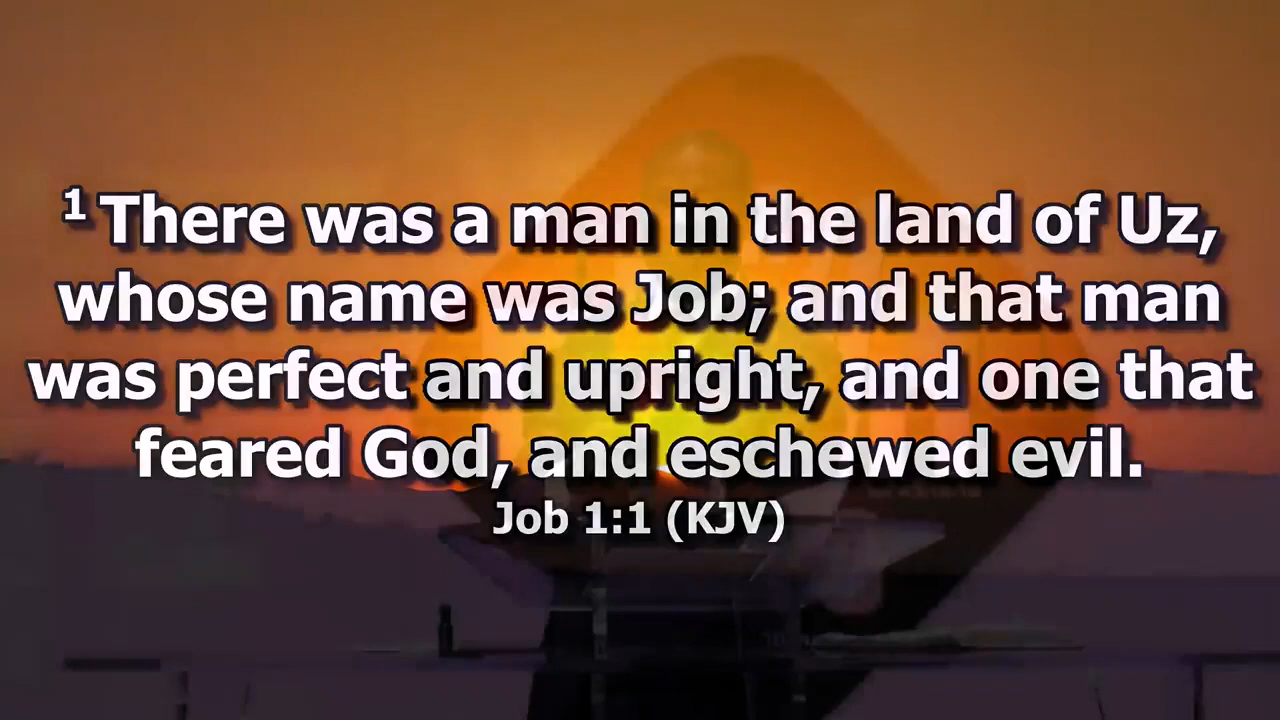 1 There was a man in the land of Uz,
whose name was Job; and that man
was perfect and upright, and one that
feared God, and eschewed evil.
Job 1:1 (KJV)